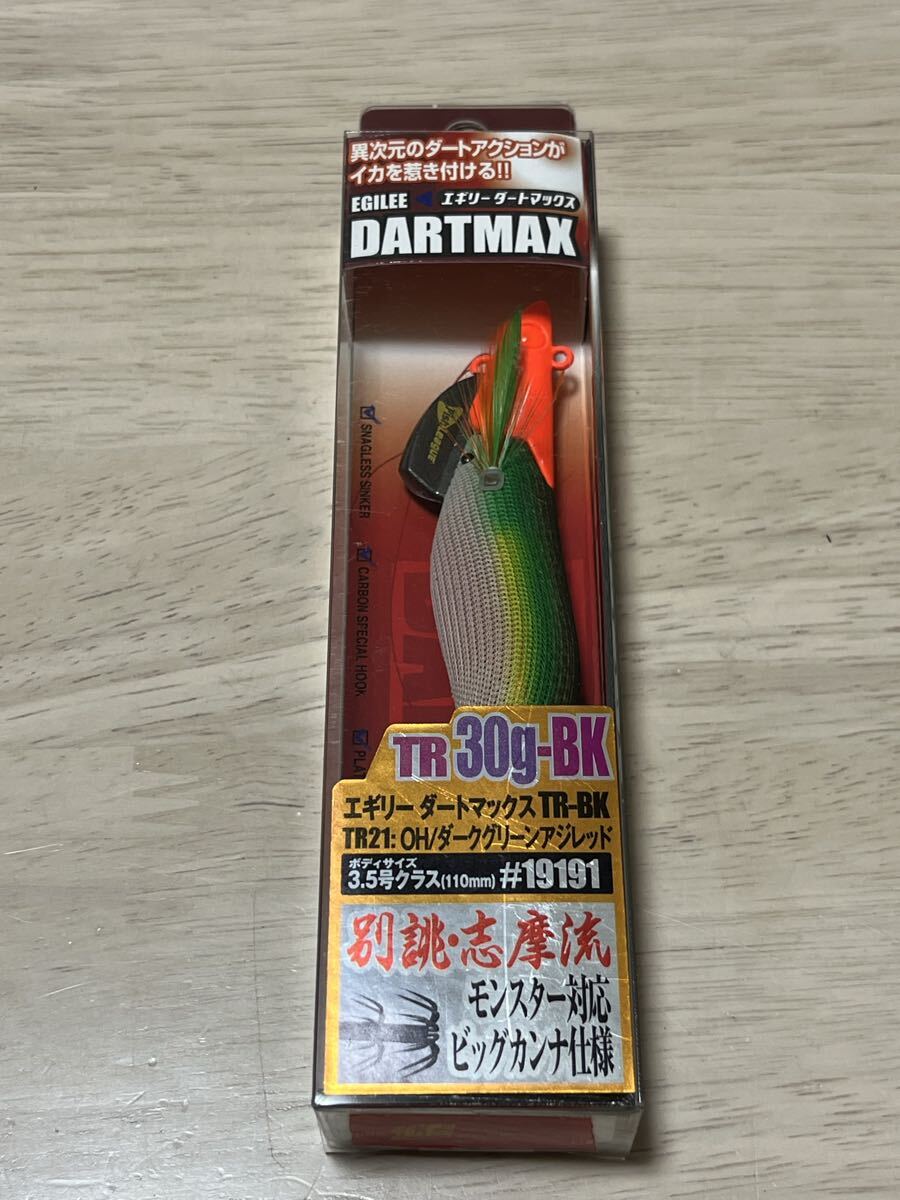 異次元のダートアクションが
イカを惹き付ける!!
EGILEE エギリーダートマックス
DARTMAX
FishLeague
SNAGLESS SINKER
CARBON SPECIAL HOOK
TR 30g-BK
エギリー ダートマックス TR-BK
TR21: OH/ダークグリーンアジレッド
ボディサイズ
3.5号クラス(110mm) #19191
別誂・志摩流
モンスター対応
ビッグカンナ仕様